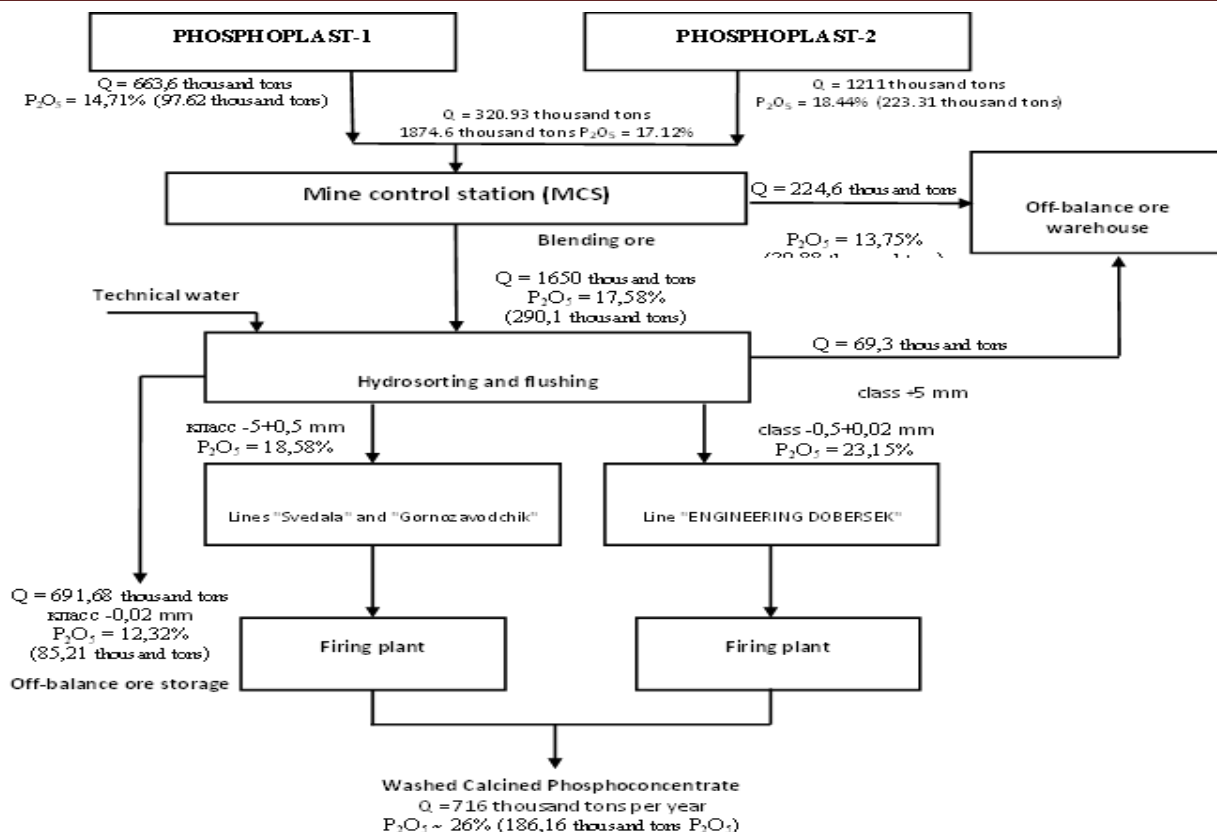 PHOSPHOPLAST-1
PHOSPHOPLAST-2
Q = 663,6 thousand tons
P₂O₅ = 14,71% (97.62 thousand tons)
Q = 1211 thousand tons
P₂O₅ = 18.44% (223.31 thousand tons)
Q = 320.93 thousand tons
1874.6 thousand tons P₂O₅ = 17.12%
Mine control station (MCS)
Q = 224,6 thousand tons
P₂O₅ = 13,75%
Off-balance ore
warehouse
Blending ore
Q = 1650 thousand tons
P₂O₅ = 17,58%
(290,1 thousand tons)
Technical water
Hydrosorting and flushing
Q = 69,3 thousand tons
class +5 mm
класс -5+0,5 mm
P₂O₅ = 18,58%
class -0,5+0,02 mm
P₂O₅ = 23,15%
Lines "Svedala" and "Gornozavodchik"
Line "ENGINEERING DOBERSEK"
Q = 691,68 thousand tons
класс -0,02 mm
P₂O₅ = 12,32%
(85,21 thousand tons)
Off-balance ore storage
Firing plant
Firing plant
Washed Calcined Phosphoconcentrate
Q = 716 thousand tons per year
P₂O₅ ~ 26% (186,16 thousand tons P₂O₅)